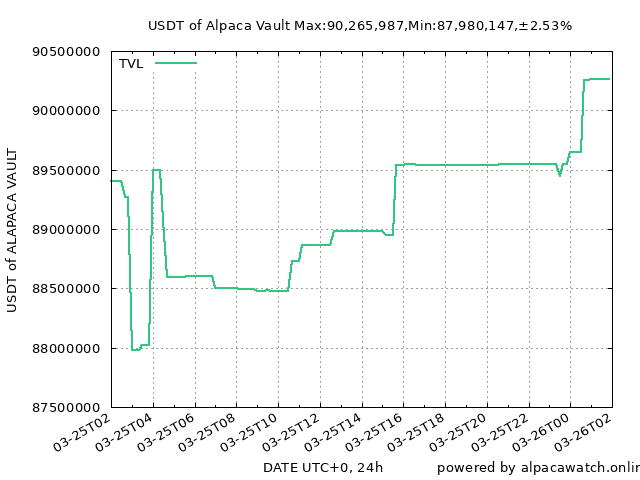 USDT of Alpaca Vault Max:90,265,987,Min:87,980,147,±2.53%
TVL
90500000
90000000
89500000
89000000
88500000
88000000
87500000
USDT of ALAPACA VAULT
03-25T02
03-25T04
03-25T06
03-25T08
03-25T10
03-25T12
03-25T14
03-25T16
03-25T18
03-25T20
03-25T22
03-26T00
03-26T02
DATE UTC+0, 24h
powered by alpacawatch.onlin